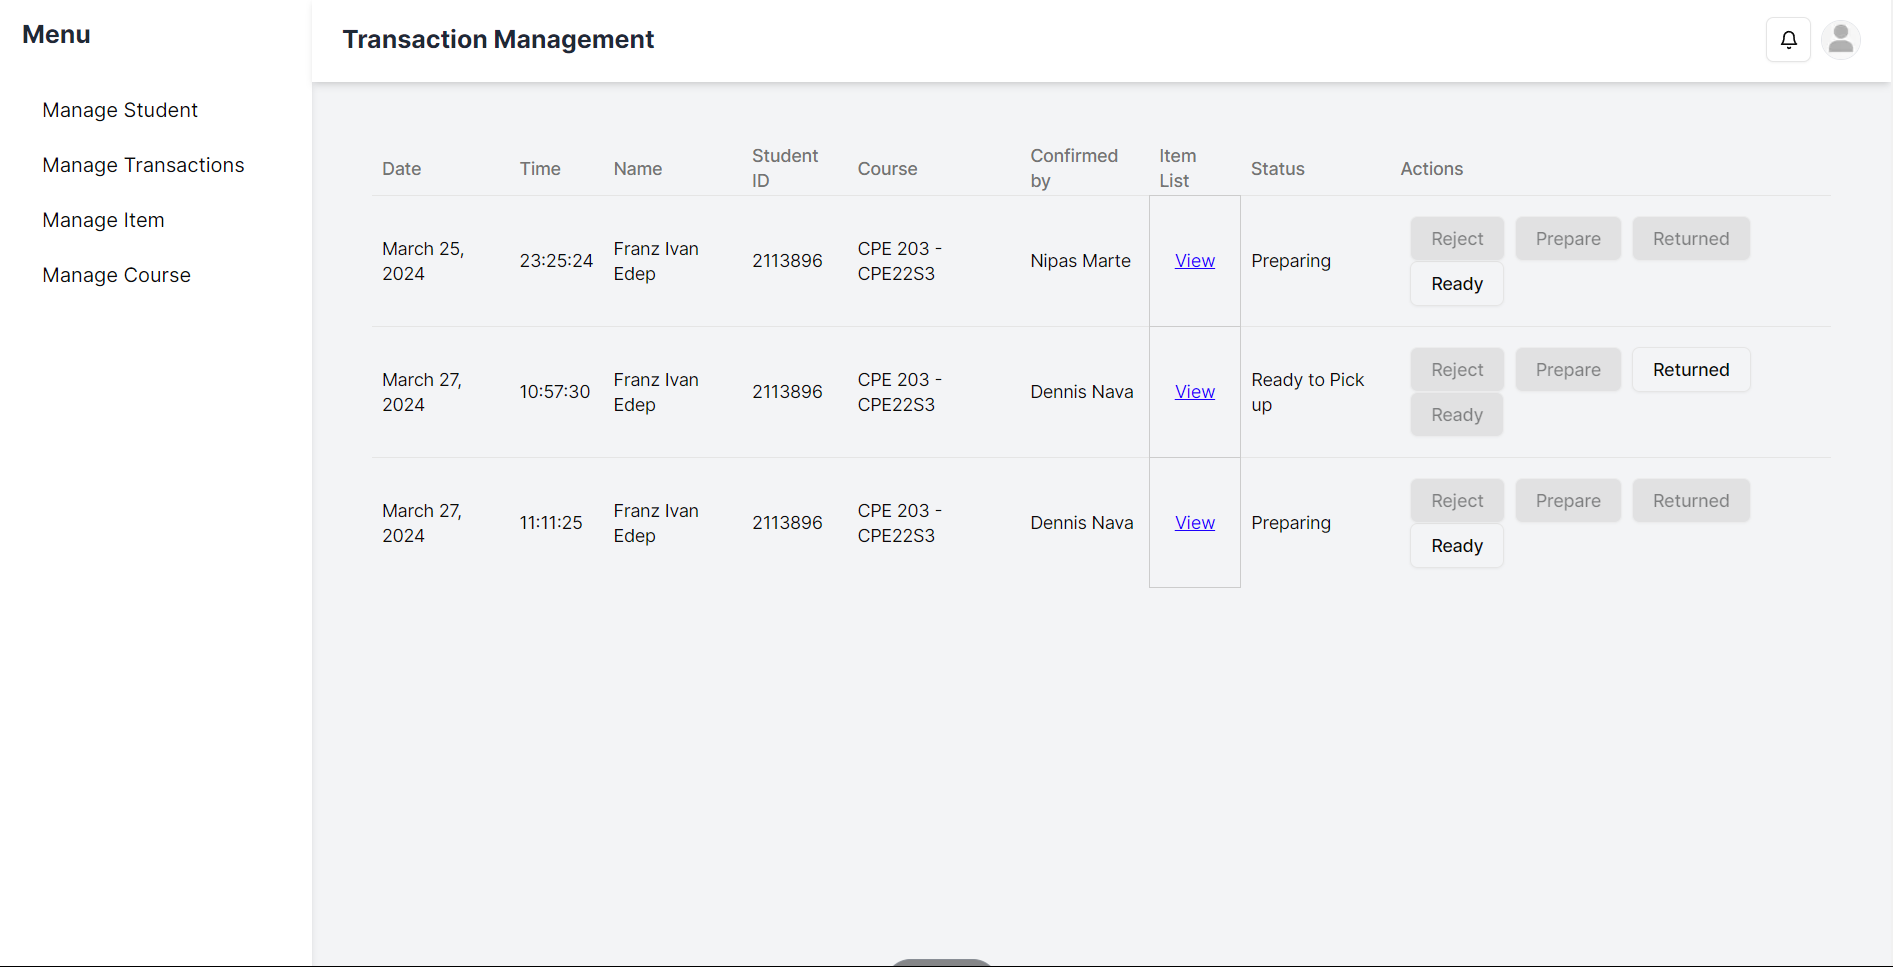 Menu
Manage Student
Manage Transactions
Manage Item
Manage Course
Transaction Management
Date
Time
Name
Student
ID
Course
Confirmed
by
Item
List
Status
Actions
March 25,
2024
23:25:24
Franz Ivan
Edep
2113896
CPE 203 -
CPE22S3
Nipas Marte
View
Preparing
Reject
Prepare
Returned
Ready
March 27,
2024
10:57:30
Franz Ivan
Edep
2113896
CPE 203 -
CPE22S3
Dennis Nava
View
Ready to Pick
up
Reject
Prepare
Returned
Ready
March 27,
2024
11:11:25
Franz Ivan
Edep
2113896
CPE 203 -
CPE22S3
Dennis Nava
View
Preparing
Reject
Prepare
Returned
Ready